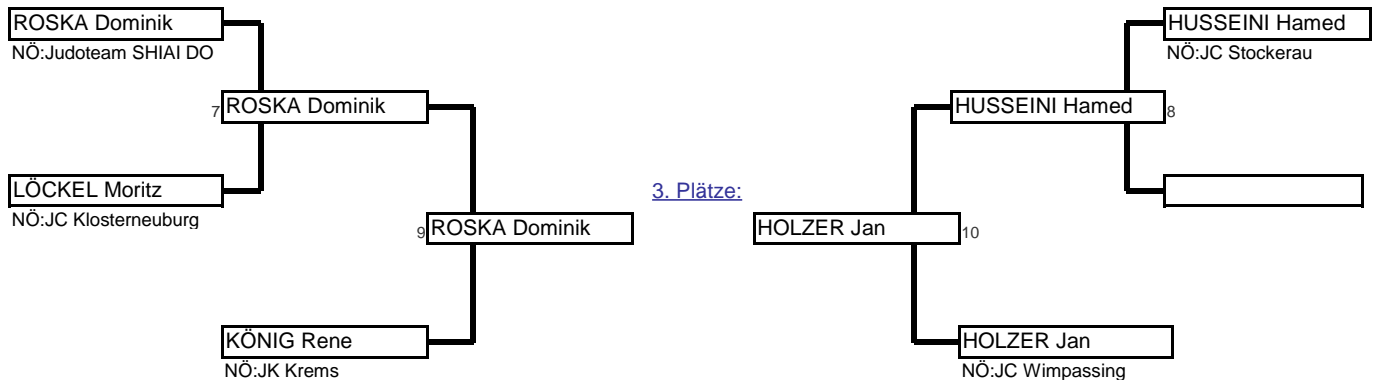 ROSKA Dominik
NÖ:Judoteam SHIAI DO
HUSSEINI Hamed
NÖ:JC Stockerau
7
ROSKA Dominik
HUSSEINI Hamed
8
LÖCKEL Moritz
NÖ:JC Klosterneuburg
3. Plätze:
9
ROSKA Dominik
HOLZER Jan
10
KÖNIG Rene
NÖ:JK Krems
HOLZER Jan
NÖ:JC Wimpassing